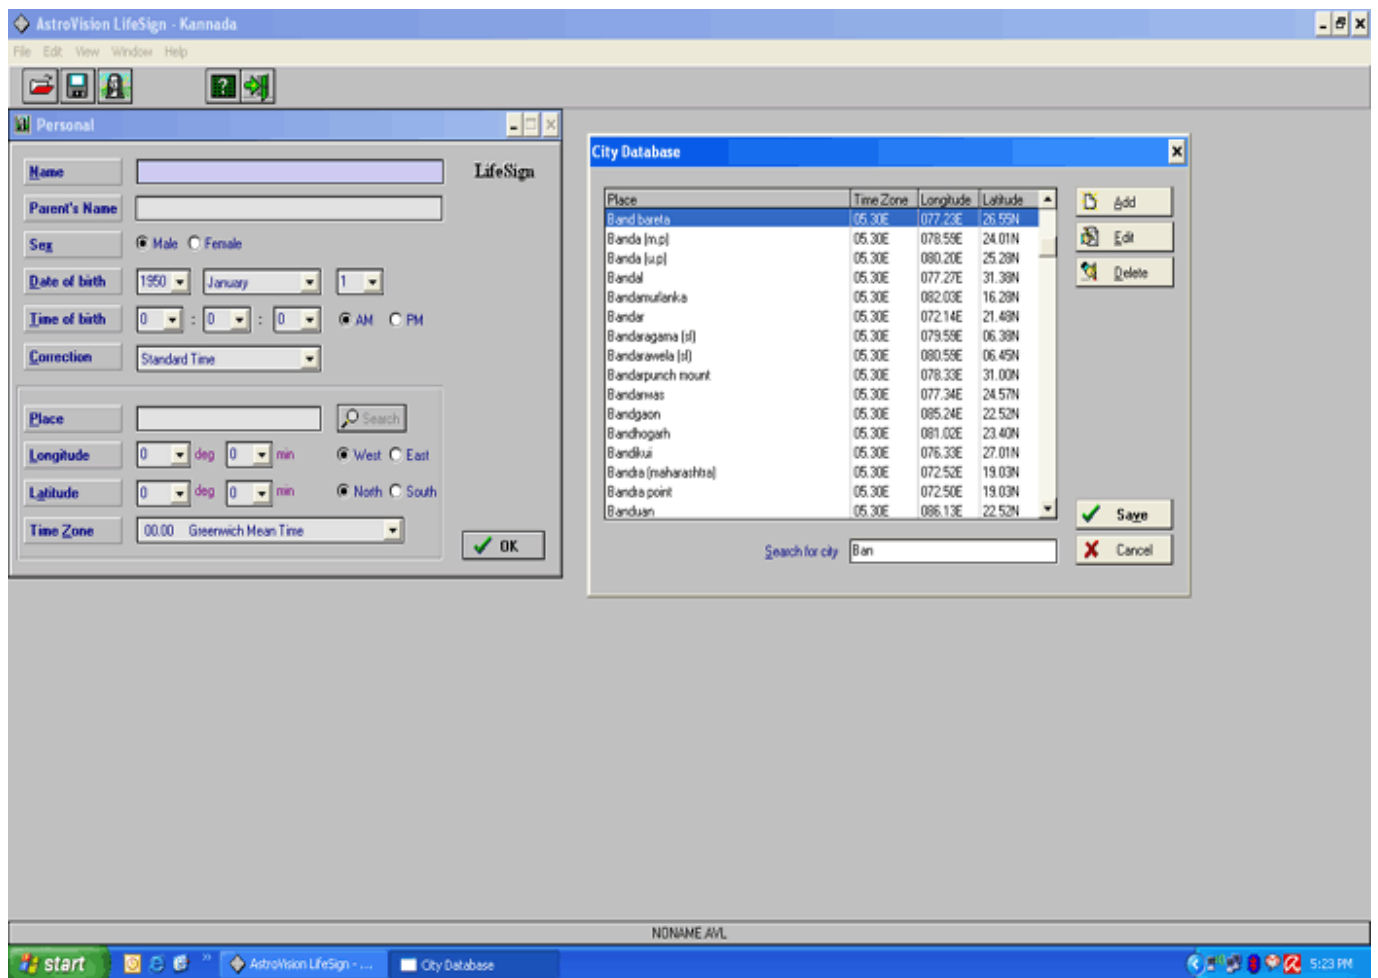 AstroVision LifeSign - Kannada
File Edit View Window Help
Personal
Name
LifeSign
Parent's Name
Sex Male Female
Date of birth 1950 January 1
Time of birth 0 : 0 : 0 AM PM
Correction Standard Time
Place Search
Longitude 0 deg 0 min West East
Latitude 0 deg 0 min North South
Time Zone 00.00 Greenwich Mean Time
OK
City Database
Place Time Zone Longitude Latitude
Band bareta 05.30E 077.23E 26.55N
Banda (m.p) 05.30E 078.59E 24.01N
Banda (u.p) 05.30E 080.20E 25.28N
Bandal 05.30E 077.27E 31.38N
Bandamurlanka 05.30E 082.03E 16.28N
Bandar 05.30E 072.14E 21.48N
Bandaragama (sl) 05.30E 079.59E 06.38N
Bandarawela (sl) 05.30E 080.59E 06.45N
Bandarpunch mount 05.30E 078.33E 31.00N
Bandarwas 05.30E 077.34E 24.57N
Bandgaon 05.30E 085.24E 22.52N
Bandhogarh 05.30E 081.02E 23.40N
Bandikui 05.30E 076.33E 27.01N
Bandra (maharashtra) 05.30E 072.52E 19.03N
Bandra point 05.30E 072.50E 19.03N
Banduan 05.30E 086.13E 22.52N
Add
Edit
Delete
Save
Cancel
Search for city Ban
NONAME.AVL
start
AstroVision LifeSign - ...
City Database
5:23 PM